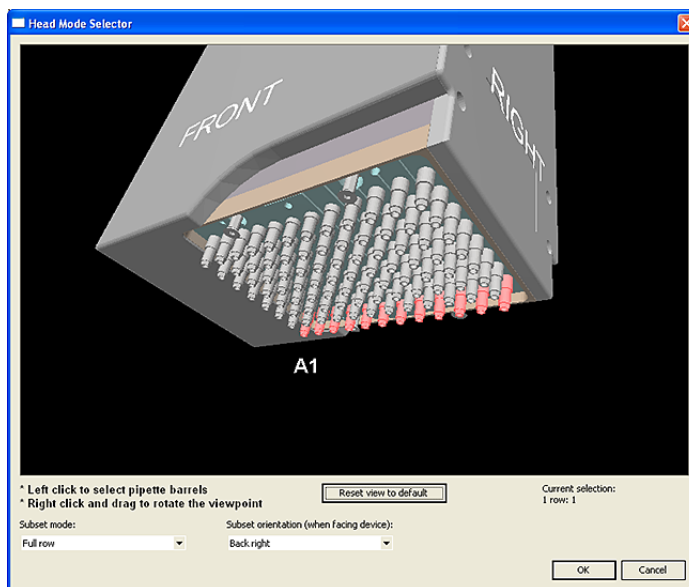 Head Mode Selector
FRONT
RIGHT
A1
* Left click to select pipette barrels
* Right click and drag to rotate the viewpoint
Reset view to default
Current selection:
1 row: 1
Subset mode:
Full row
Subset orientation (when facing device):
Back right
OK
Cancel